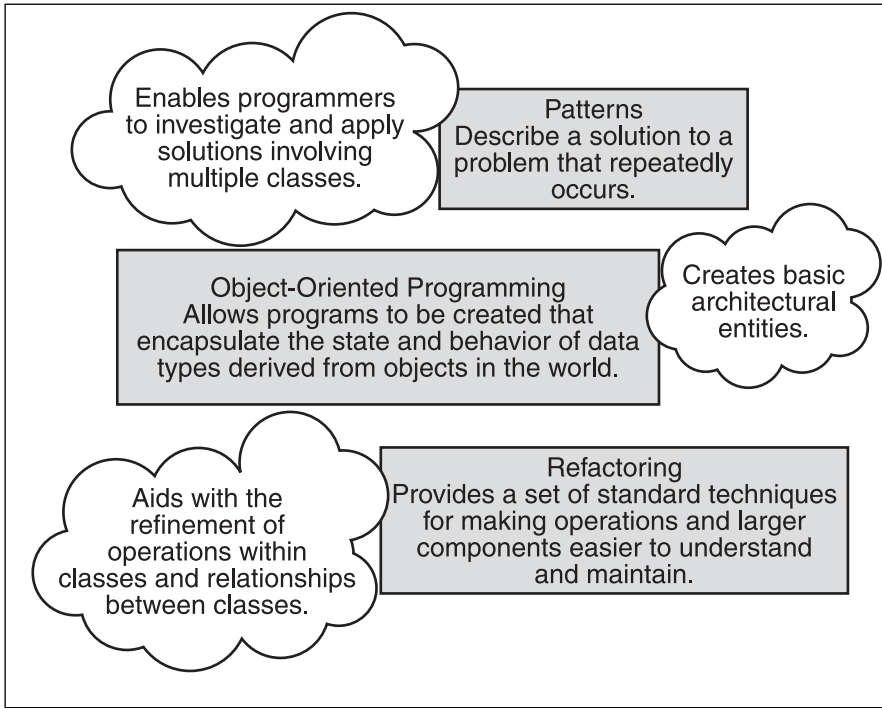 Enables programmers
to investigate and apply
solutions involving
multiple classes.
Patterns
Describe a solution to a
problem that repeatedly
occurs.
Object-Oriented Programming
Allows programs to be created that
encapsulate the state and behavior of data
types derived from objects in the world.
Creates basic
architectural
entities.
Aids with the
refinement of
operations within
classes and relationships
between classes.
Refactoring
Provides a set of standard techniques
for making operations and larger
components easier to understand
and maintain.